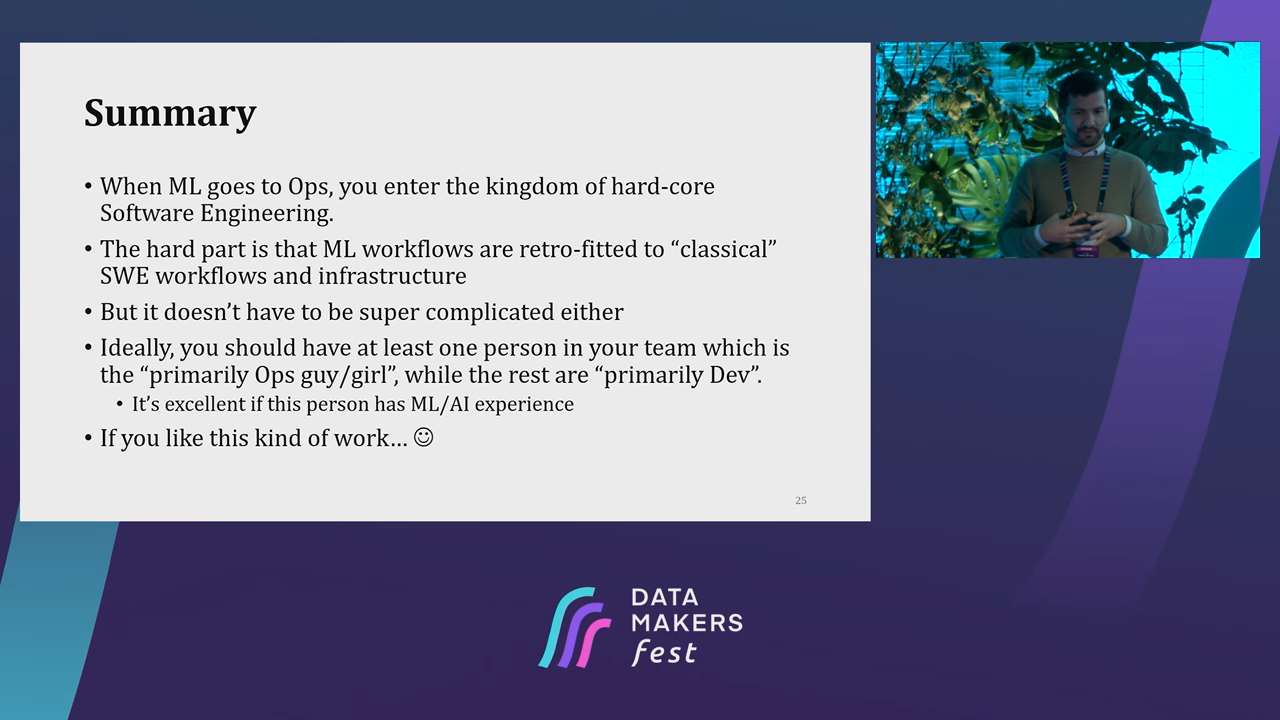 Summary
• When ML goes to Ops, you enter the kingdom of hard-core
Software Engineering.
• The hard part is that ML workflows are retro-fitted to “classical”
SWE workflows and infrastructure
• But it doesn’t have to be super complicated either
• Ideally, you should have at least one person in your team which is
the “primarily Ops guy/girl”, while the rest are “primarily Dev”.
• It’s excellent if this person has ML/AI experience
• If you like this kind of work… ☺
25
DATA
MAKERS
fest